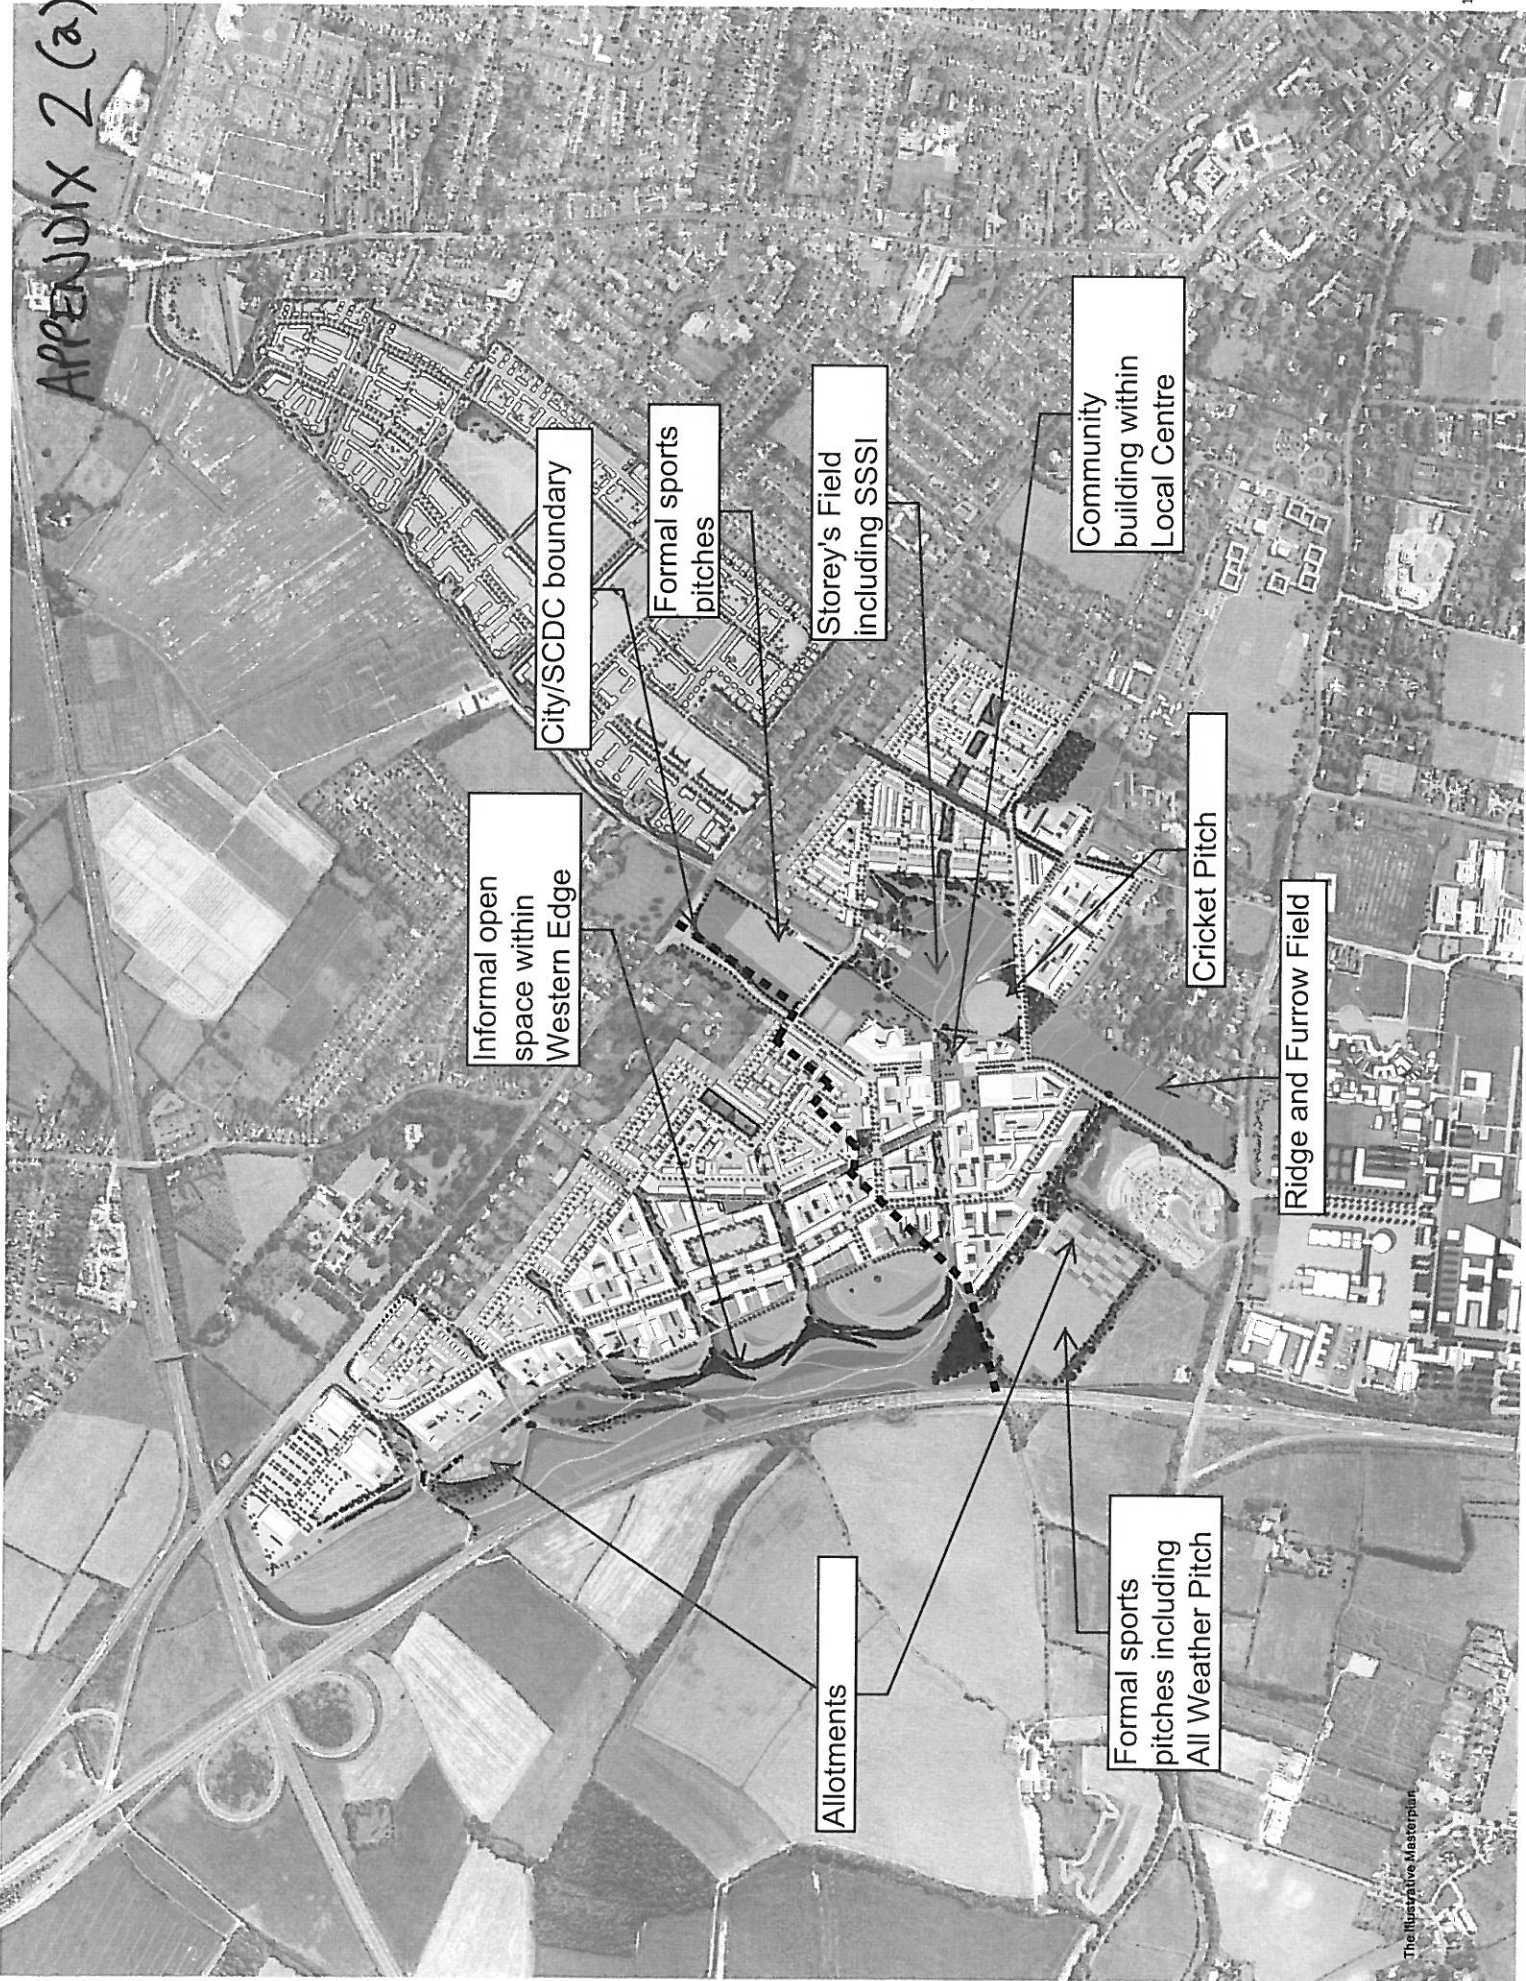 APPENDIX 2 (a)
City/SCDC boundary
Formal sports
pitches
Storey's Field
including SSSI
Community
building within
Local Centre
Informal open
space within
Western Edge
Cricket Pitch
Ridge and Furrow Field
Allotments
Formal sports
pitches including
All Weather Pitch
The Illustrative Masterplan